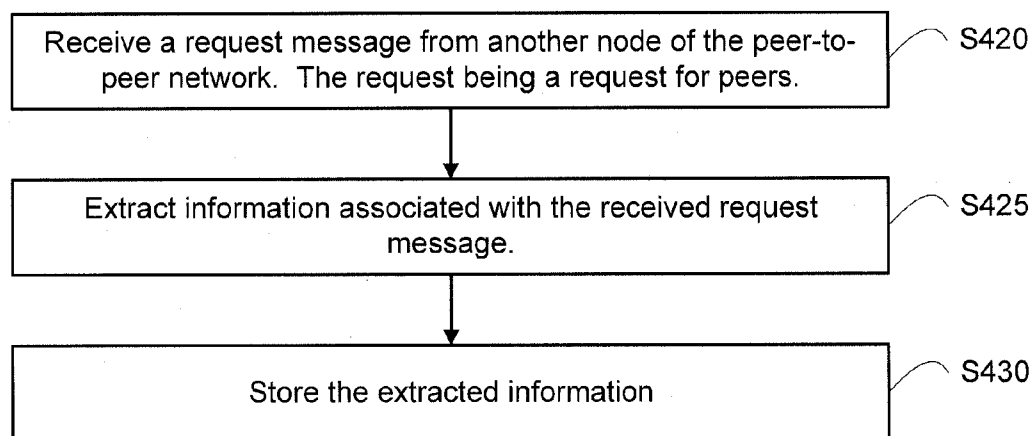 Receive a request message from another node of the peer-to-
peer network. The request being a request for peers.
S420
Extract information associated with the received request
message.
S425
Store the extracted information
S430